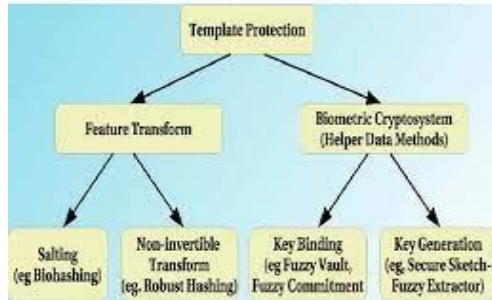 Template Protection
Feature Transform
Biometric Cryptosystem
(Helper Data Methods)
Salting
(eg Biohashing)
Non-invertible
Transform
(eg. Robust Hashing)
Key Binding
(eg Fuzzy Vault,
Fuzzy Commitment
Key Generation
(eg, Secure Sketch-
Fuzzy Extractor)